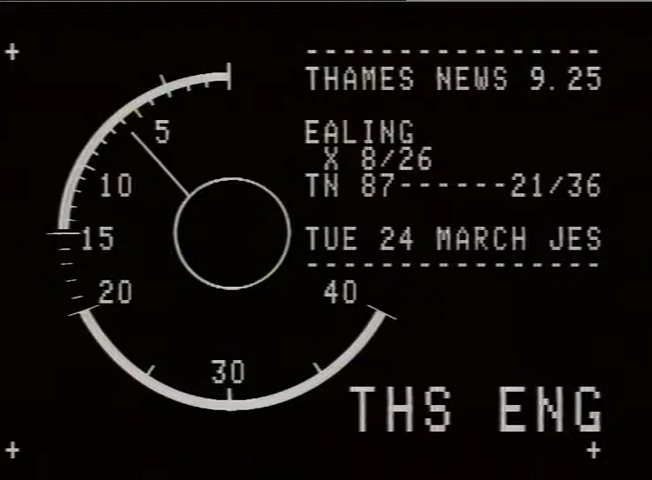 THAMES NEWS 9.25
EALING
X 8/26
TN 87------21/36
TUE 24 MARCH JES
5
10
15
20
30
40
THS ENG